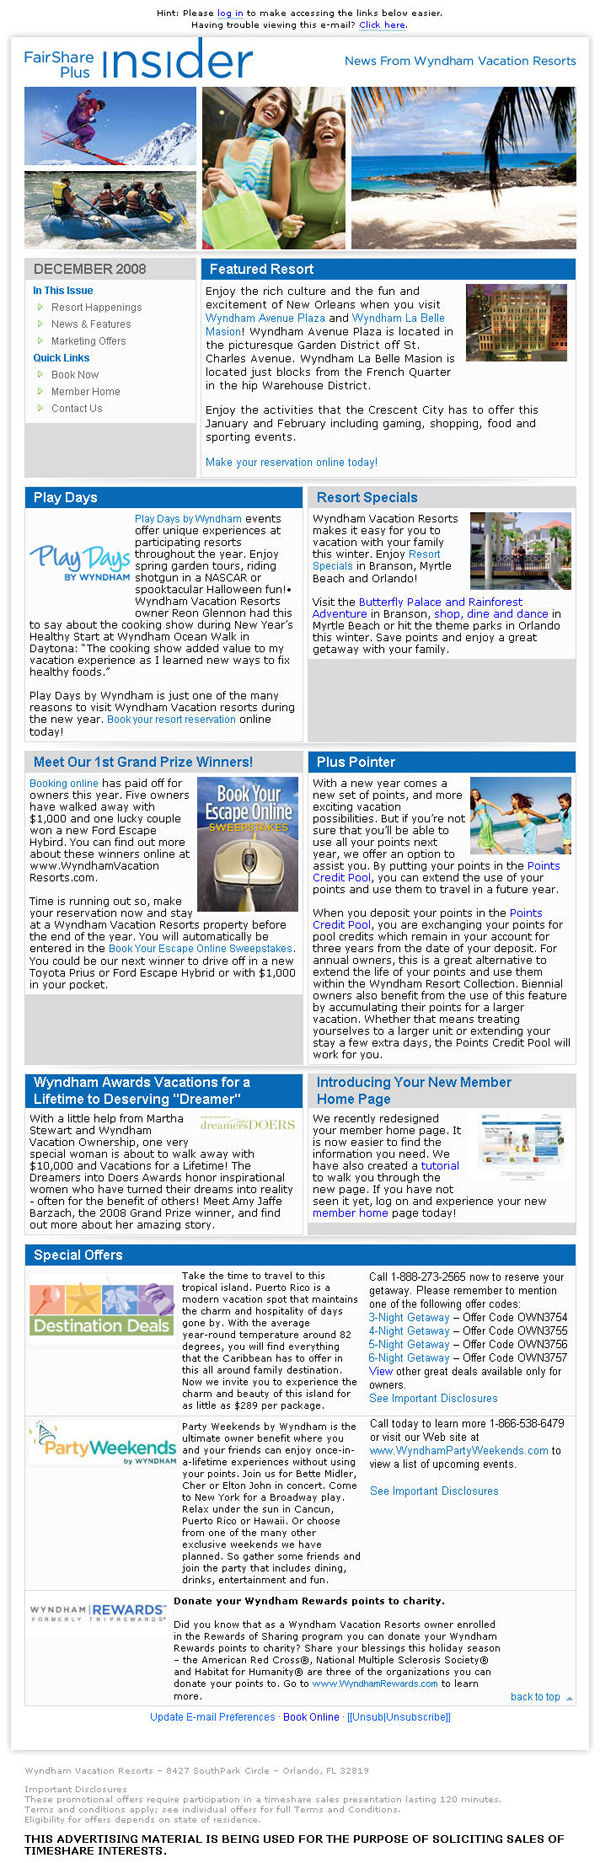 Hint: Please log in to make accessing the links below easier.
Having trouble viewing this e-mail? Click here.
FairShare
Plus
insider
News From Wyndham Vacation Resorts
DECEMBER 2008
In This Issue
Resort Happenings
News & Features
Marketing Offers
Quick Links
Book Now
Member Home
Contact Us
Featured Resort
Enjoy the rich culture and the fun and
excitement of New Orleans when you visit
Wyndham Avenue Plaza and Wyndham La Belle
Masion! Wyndham Avenue Plaza is located in
the picturesque Garden District off St.
Charles Avenue. Wyndham La Belle Masion is
located just blocks from the French Quarter
in the hip Warehouse District.
Enjoy the activities that the Crescent City has to offer this
January and February including gaming, shopping, food and
sporting events.
Make your reservation online today!
Play Days
Play Days
BY WYNDHAM
Play Days by Wyndham events
offer unique experiences at
participating resorts
throughout the year. Enjoy
spring garden tours, riding
shotgun in a NASCAR or
spooktacular Halloween fun!•
Wyndham Vacation Resorts
owner Reon Glennon had this
to say about the cooking show during New Year's
Healthy Start at Wyndham Ocean Walk in
Daytona: "The cooking show added value to my
vacation experience as I learned new ways to fix
healthy foods."
Play Days by Wyndham is just one of the many
reasons to visit Wyndham Vacation resorts during
the new year. Book your resort reservation online
today!
Resort Specials
Wyndham Vacation Resorts
makes it easy for you to
vacation with your family
this winter. Enjoy Resort
Specials in Branson, Myrtle
Beach and Orlando!
Visit the Butterfly Palace and Rainforest
Adventure in Branson, shop, dine and dance in
Myrtle Beach or hit the theme parks in Orlando
this winter. Save points and enjoy a great
getaway with your family.
Meet Our 1st Grand Prize Winners!
Booking online has paid off for
owners this year. Five owners
have walked away with
$1,000 and one lucky couple
won a new Ford Escape
Hybird. You can find out more
about these winners online at
www.WyndhamVacation
Resorts.com.
Book Your
Escape Online
SWEEPSTAKES
Time is running out so, make
your reservation now and stay
at a Wyndham Vacation Resorts property before
the end of the year. You will automatically be
entered in the Book Your Escape Online Sweepstakes.
You could be our next winner to drive off in a new
Toyota Prius or Ford Escape Hybrid or with $1,000
in your pocket.
Plus Pointer
With a new year comes a
new set of points, and more
exciting vacation
possibilities. But if you're not
sure that you'll be able to
use all your points next
year, we offer an option to
assist you. By putting your points in the Points
Credit Pool, you can extend the use of your
points and use them to travel in a future year.
When you deposit your points in the Points
Credit Pool, you are exchanging your points for
pool credits which remain in your account for
three years from the date of your deposit. For
annual owners, this is a great alternative to
extend the life of your points and use them
within the Wyndham Resort Collection. Biennial
owners also benefit from the use of this feature
by accumulating their points for a larger
vacation. Whether that means treating
yourselves to a larger unit or extending your
stay a few extra days, the Points Credit Pool will
work for you.
Wyndham Awards Vacations for a
Lifetime to Deserving "Dreamer"
With a little help from Martha
Stewart and Wyndham
Vacation Ownership, one very
special woman is about to walk away with
$10,000 and Vacations for a Lifetime! The
Dreamers into Doers Awards honor inspirational
women who have turned their dreams into reality
- often for the benefit of others! Meet Amy Jaffe
Barzach, the 2008 Grand Prize winner, and find
out more about her amazing story.
dreamers DOERS
Introducing Your New Member
Home Page
We recently redesigned
your member home page. It
is now easier to find the
information you need. We
have also created a tutorial
to walk you through the
new page. If you have not
seen it yet, log on and experience your new
member home page today!
Special Offers
Destination Deals
Take the time to travel to this
tropical island. Puerto Rico is a
modern vacation spot that maintains
the charm and hospitality of days
gone by. With the average
year-round temperature around 82
degrees, you will find everything
that the Caribbean has to offer in
this all around family destination.
Now we invite you to experience the
charm and beauty of this island for
as little as $289 per package.
Call 1-888-273-2565 now to reserve your
getaway. Please remember to mention
one of the following offer codes:
3-Night Getaway – Offer Code OWN3754
4-Night Getaway – Offer Code OWN3755
5-Night Getaway – Offer Code OWN3756
6-Night Getaway – Offer Code OWN3757
View other great deals available only for
owners.
See Important Disclosures
PartyWeekends
by WYNDHAM
Party Weekends by Wyndham is the
ultimate owner benefit where you
and your friends can enjoy once-in-
a-lifetime experiences without using
your points. Join us for Bette Midler,
Cher or Elton John in concert. Come
to New York for a Broadway play.
Relax under the sun in Cancun,
Puerto Rico or Hawaii. Or choose
from one of the many other
exclusive weekends we have
planned. So gather some friends and
join the party that includes dining,
drinks, entertainment and fun.
Call today to learn more 1-866-538-6479
or visit our Web site at
www.WyndhamPartyWeekends.com to
view a list of upcoming events.
See Important Disclosures
WYNDHAM REWARDS
FORMERLY TRIPREWARDS
Donate your Wyndham Rewards points to charity.
Did you know that as a Wyndham Vacation Resorts owner enrolled
in the Rewards of Sharing program you can donate your Wyndham
Rewards points to charity? Share your blessings this holiday season
– the American Red Cross®, National Multiple Sclerosis Society®
and Habitat for Humanity® are three of the organizations you can
donate your points to. Go to www.WyndhamRewards.com to learn
more.
back to top
Update E-mail Preferences · Book Online · [[Unsub|Unsubscribe]]
Wyndham Vacation Resorts – 8427 SouthPark Circle – Orlando, FL 32819
Important Disclosures
These promotional offers require participation in a timeshare sales presentation lasting 120 minutes.
Terms and conditions apply; see individual offers for full Terms and Conditions.
Eligibility for offers depends on state of residence.
THIS ADVERTISING MATERIAL IS BEING USED FOR THE PURPOSE OF SOLICITING SALES OF
TIMESHARE INTERESTS.